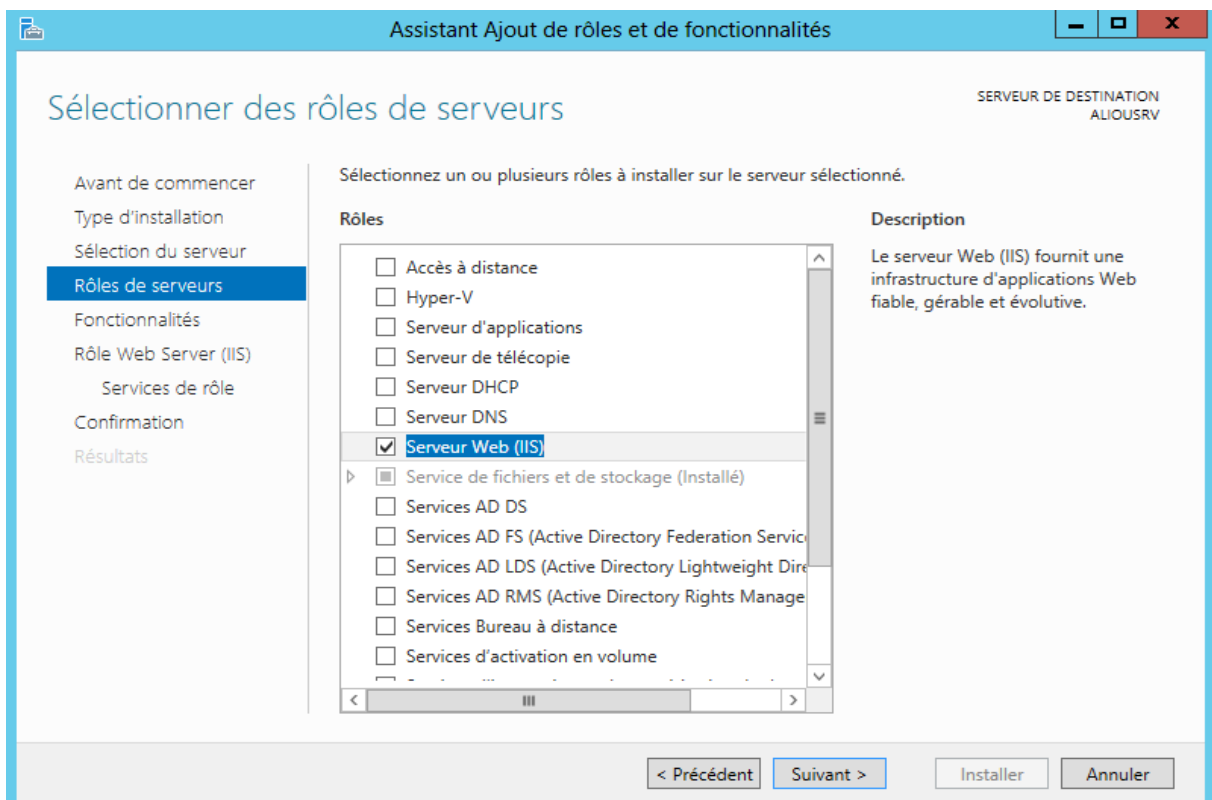 Assistant Ajout de rôles et de fonctionnalités
Sélectionner des rôles de serveurs
SERVEUR DE DESTINATION
ALIOUSRV
Avant de commencer
Type d'installation
Sélection du serveur
Rôles de serveurs
Fonctionnalités
Rôle Web Server (IIS)
Services de rôle
Confirmation
Résultats
Sélectionnez un ou plusieurs rôles à installer sur le serveur sélectionné.
Rôles
Accès à distance
Hyper-V
Serveur d'applications
Serveur de télécopie
Serveur DHCP
Serveur DNS
Serveur Web (IIS)
Service de fichiers et de stockage (Installé)
Services AD DS
Services AD FS (Active Directory Federation Servic
Services AD LDS (Active Directory Lightweight Dire
Services AD RMS (Active Directory Rights Manage
Services Bureau à distance
Services d'activation en volume
Description
Le serveur Web (IIS) fournit une
infrastructure d'applications Web
fiable, gérable et évolutive.
< Précédent
Suivant >
Installer
Annuler